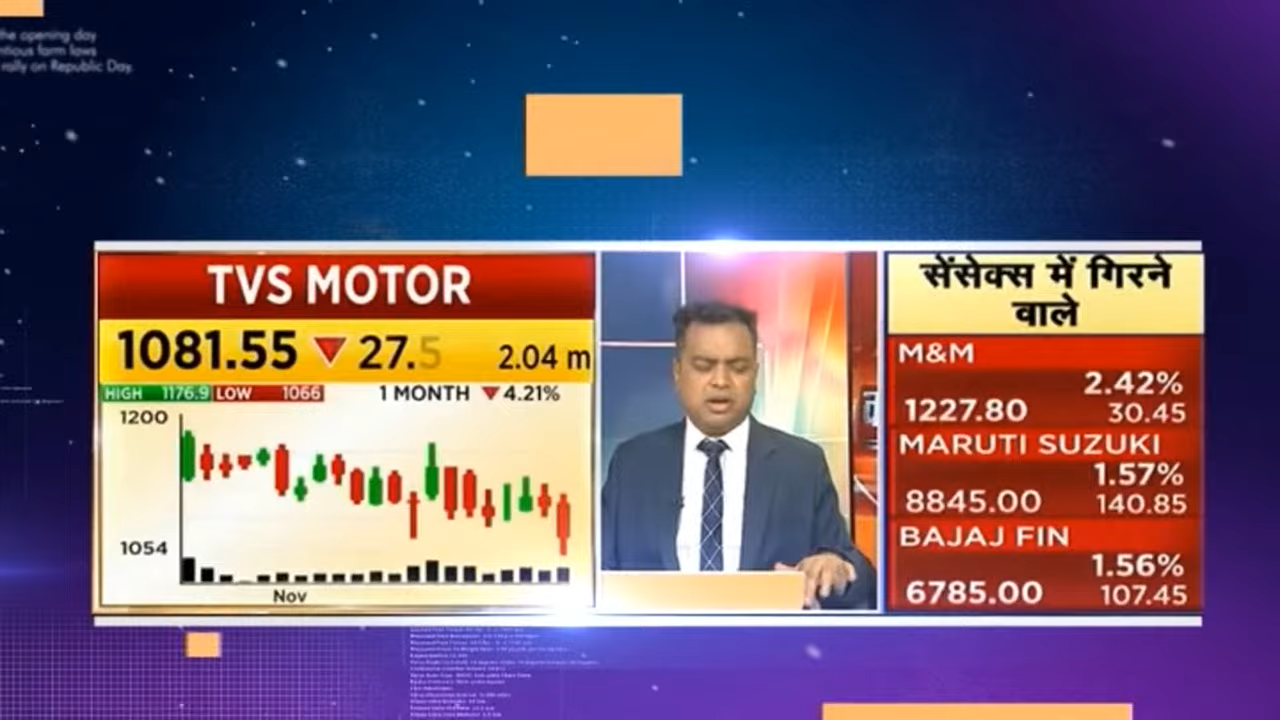 the opening day
ntious farm laws
rally on Republic Day.
TVS MOTOR
1081.55 ▼ 27.5 2.04 m
HIGH 1176.9 LOW 1066 1 MONTH ▼ 4.21%
1200
1054
Nov
सेंसेक्स में गिरने
वाले
M&M
2.42%
1227.80 30.45
MARUTI SUZUKI
1.57%
8845.00 140.85
BAJAJ FIN
1.56%
6785.00 107.45